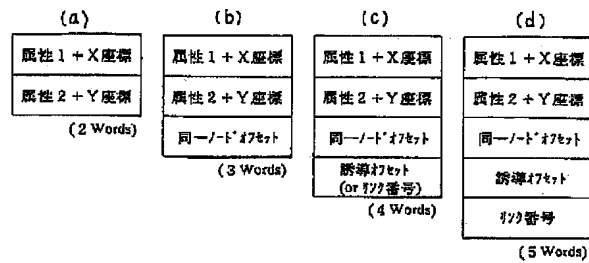 (a)
属性1+X座標
属性2+Y座標
(2 Words)
(b)
属性1+X座標
属性2+Y座標
同一ノードオフセット
(3 Words)
(c)
属性1+X座標
属性2+Y座標
同一ノードオフセット
誘導オフセット
(or リンク番号)
(4 Words)
(d)
属性1+X座標
属性2+Y座標
同一ノードオフセット
誘導オフセット
リンク番号
(5 Words)